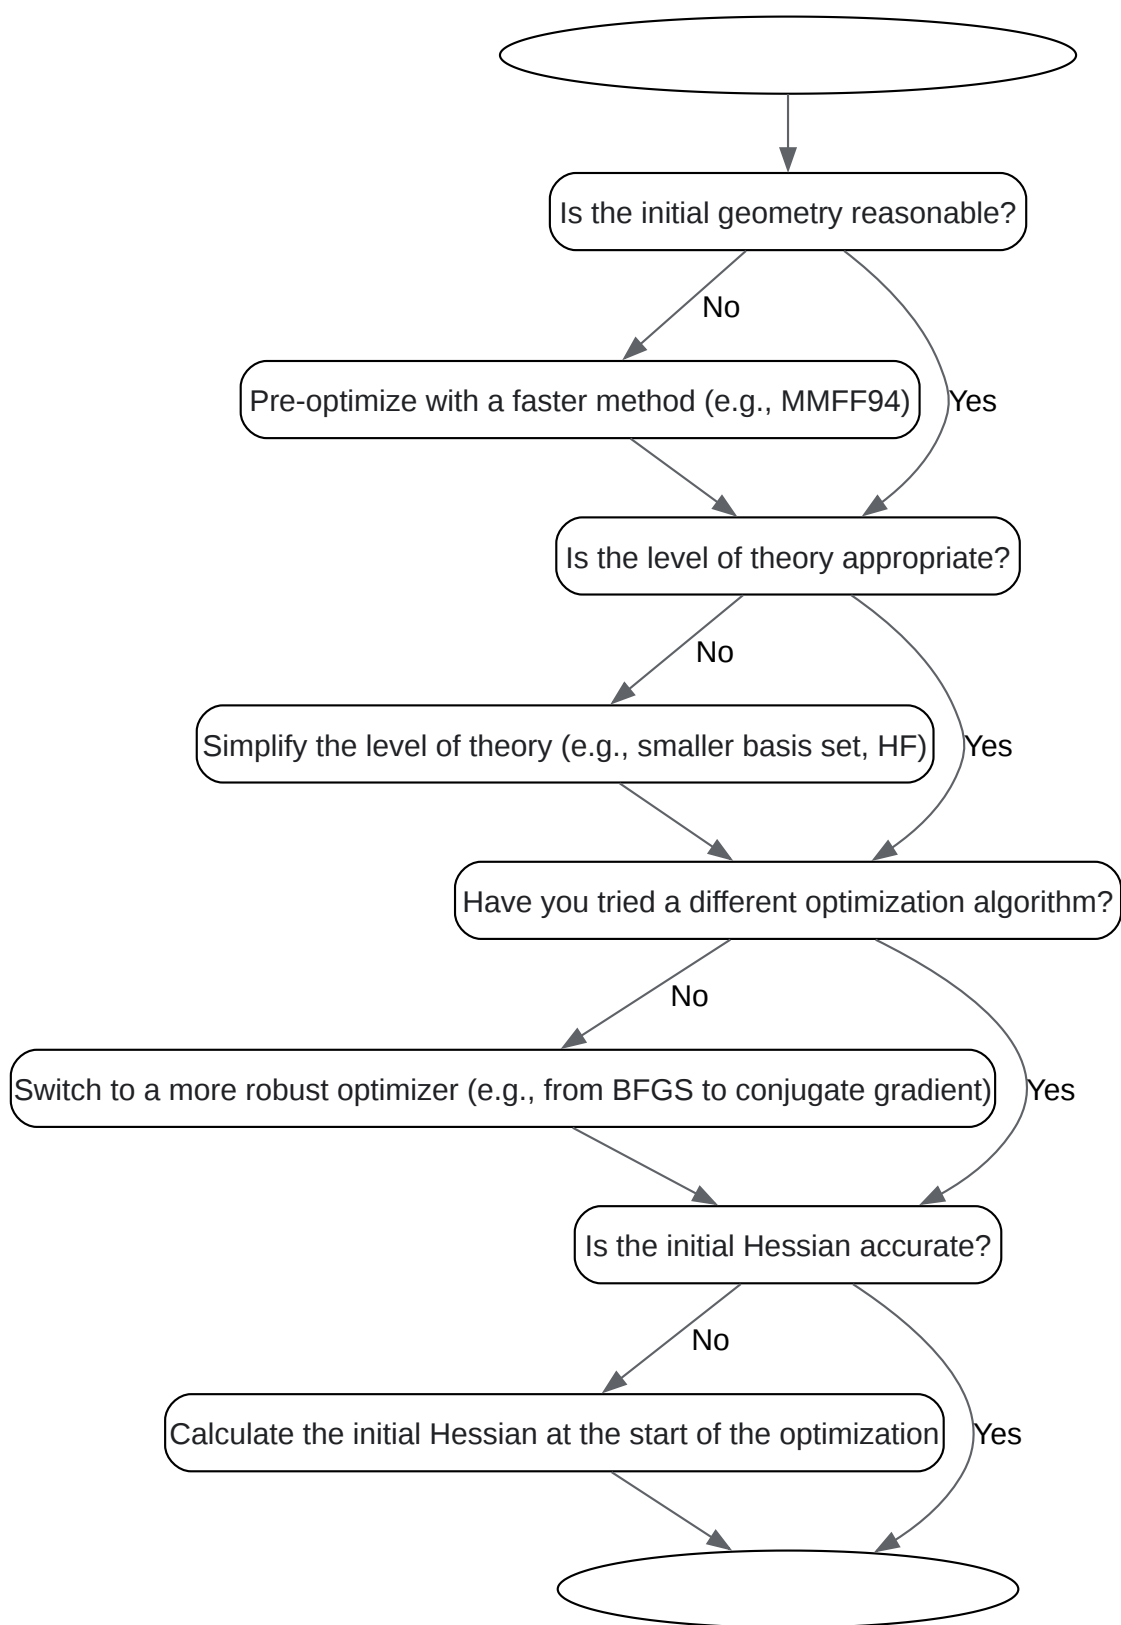 Is the initial geometry reasonable?
No
Pre-optimize with a faster method (e.g., MMFF94)
Yes
Is the level of theory appropriate?
No
Simplify the level of theory (e.g., smaller basis set, HF)
Yes
Have you tried a different optimization algorithm?
No
Switch to a more robust optimizer (e.g., from BFGS to conjugate gradient)
Yes
Is the initial Hessian accurate?
No
Calculate the initial Hessian at the start of the optimization
Yes